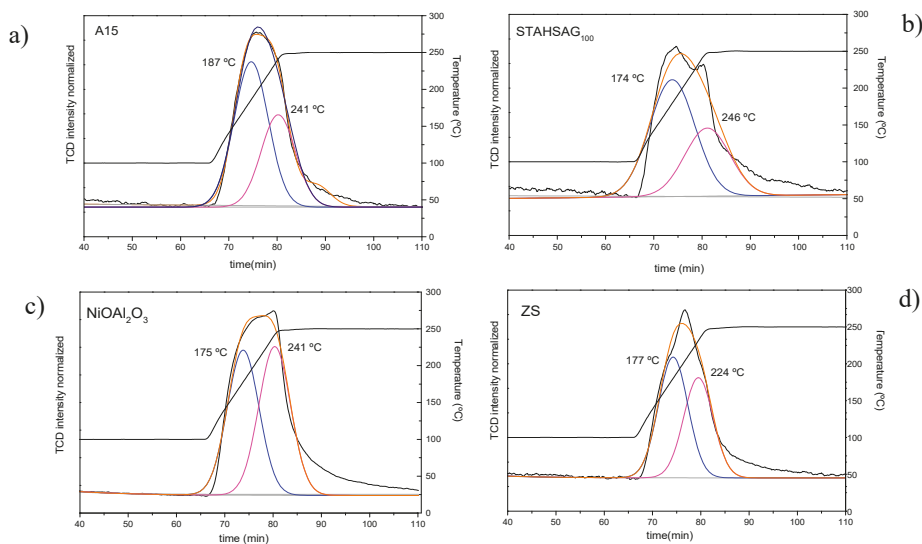 a)
A15
187 ºC
241 ºC
TCD intensity normalized
Temperature (ºC)
300
250
200
150
100
50
0
40 50 60 70 80 90 100 110
time(min)
b)
STAHSAG100
174 ºC
246 ºC
TCD intensity normalized
Temperature (ºC)
300
250
200
150
100
50
0
40 50 60 70 80 90 100 110
time (min)
c)
NiOAl2O3
175 ºC
241 ºC
TCD intensity normalized
Temperature (ºC)
300
250
200
150
100
50
0
40 50 60 70 80 90 100 110
time (min)
d)
ZS
177 ºC
224 ºC
TCD intensity normalized
Temperature (ºC)
300
250
200
150
100
50
0
40 50 60 70 80 90 100 110
time(min)